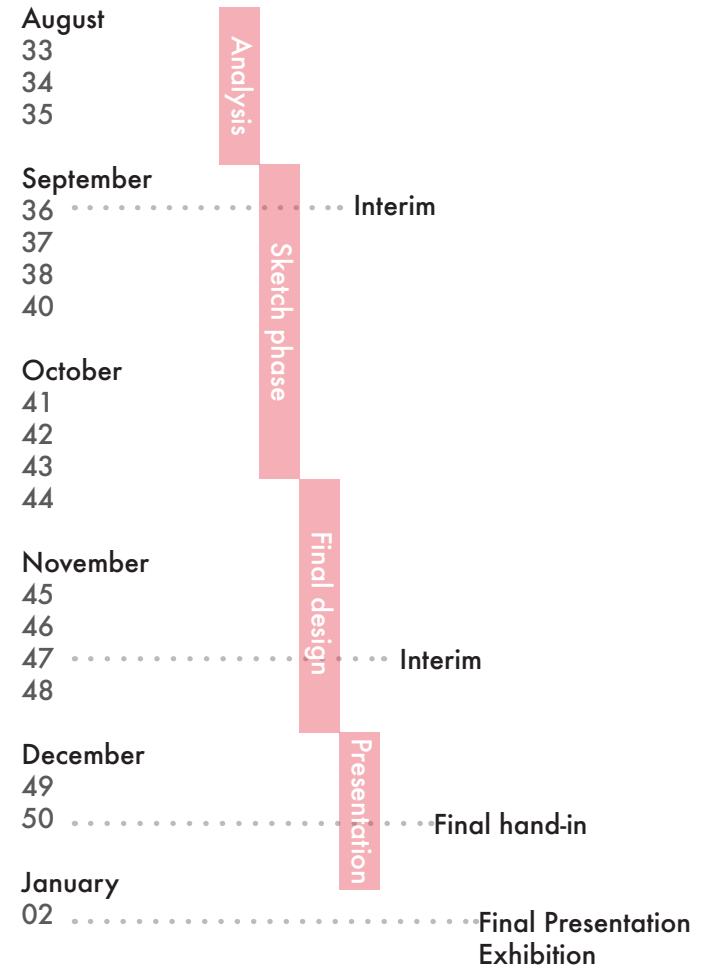 August
33
34
35
Analysis
September
36
Interim
37
38
40
Sketch phase
October
41
42
43
44
Final design
November
45
46
47
Interim
48
Presentation
December
49
50
Final hand-in
January
02
Final Presentation
Exhibition